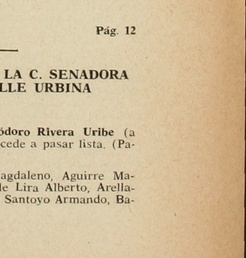 Pág. 12
LA C. SENADORA
LLE URBINA
ódoro Rivera Uribe (a
cede a pasar lista. (Pa-
agdaleno, Aguirre Ma-
le Lira Alberto, Arella-
Santoyo Armando, Ba-